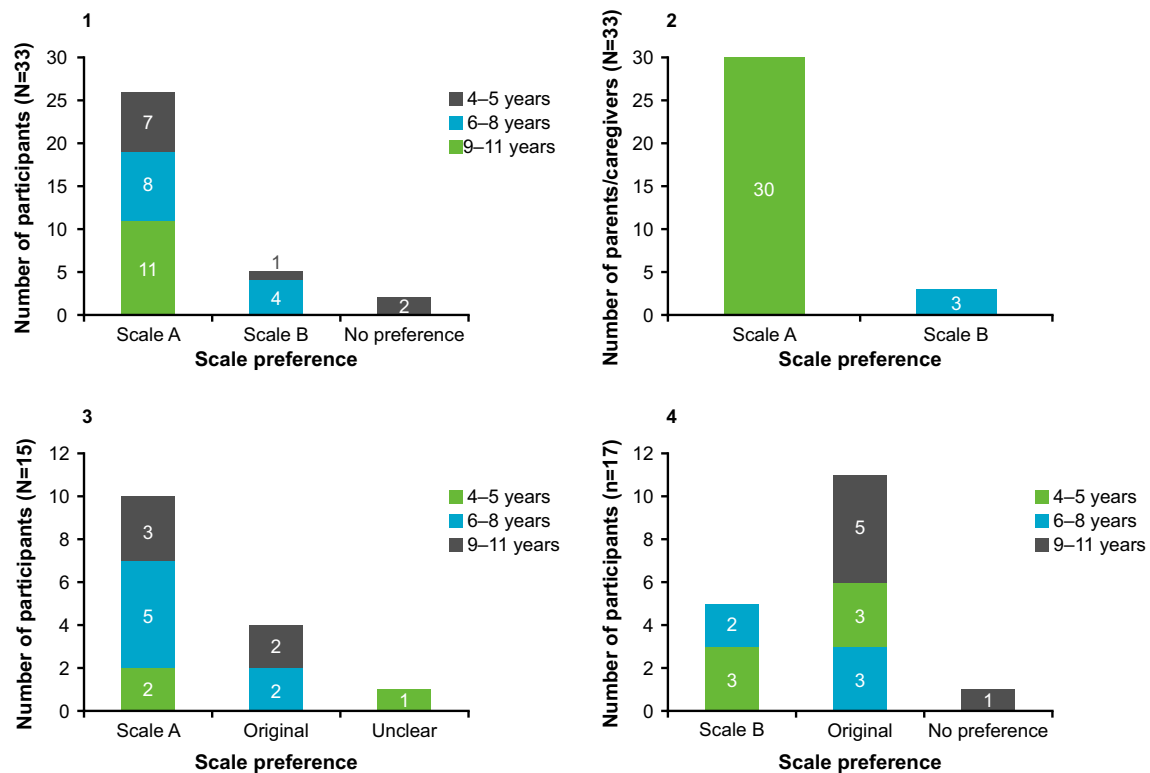 1
Number of participants (N=33)
30
25
20
15
10
5
0
7
8
11
1
4
2
Scale A
Scale B
No preference
Scale preference
4–5 years
6–8 years
9–11 years
2
Number of parents/caregivers (N=33)
30
25
20
15
10
5
0
30
3
Scale A
Scale B
Scale preference
3
Number of participants (N=15)
12
10
8
6
4
2
0
3
5
2
2
2
1
Scale A
Original
Unclear
Scale preference
4–5 years
6–8 years
9–11 years
4
Number of participants (n=17)
12
10
8
6
4
2
0
2
3
5
3
3
1
Scale B
Original
No preference
Scale preference
4–5 years
6–8 years
9–11 years